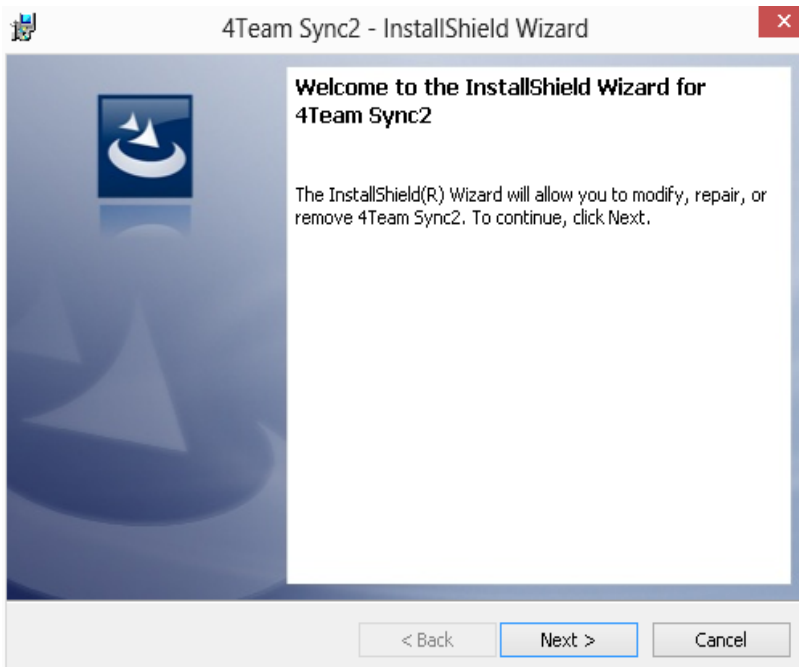 4Team Sync2 - InstallShield Wizard
Welcome to the InstallShield Wizard for
4Team Sync2
The InstallShield(R) Wizard will allow you to modify, repair, or
remove 4Team Sync2. To continue, click Next.
< Back
Next >
Cancel